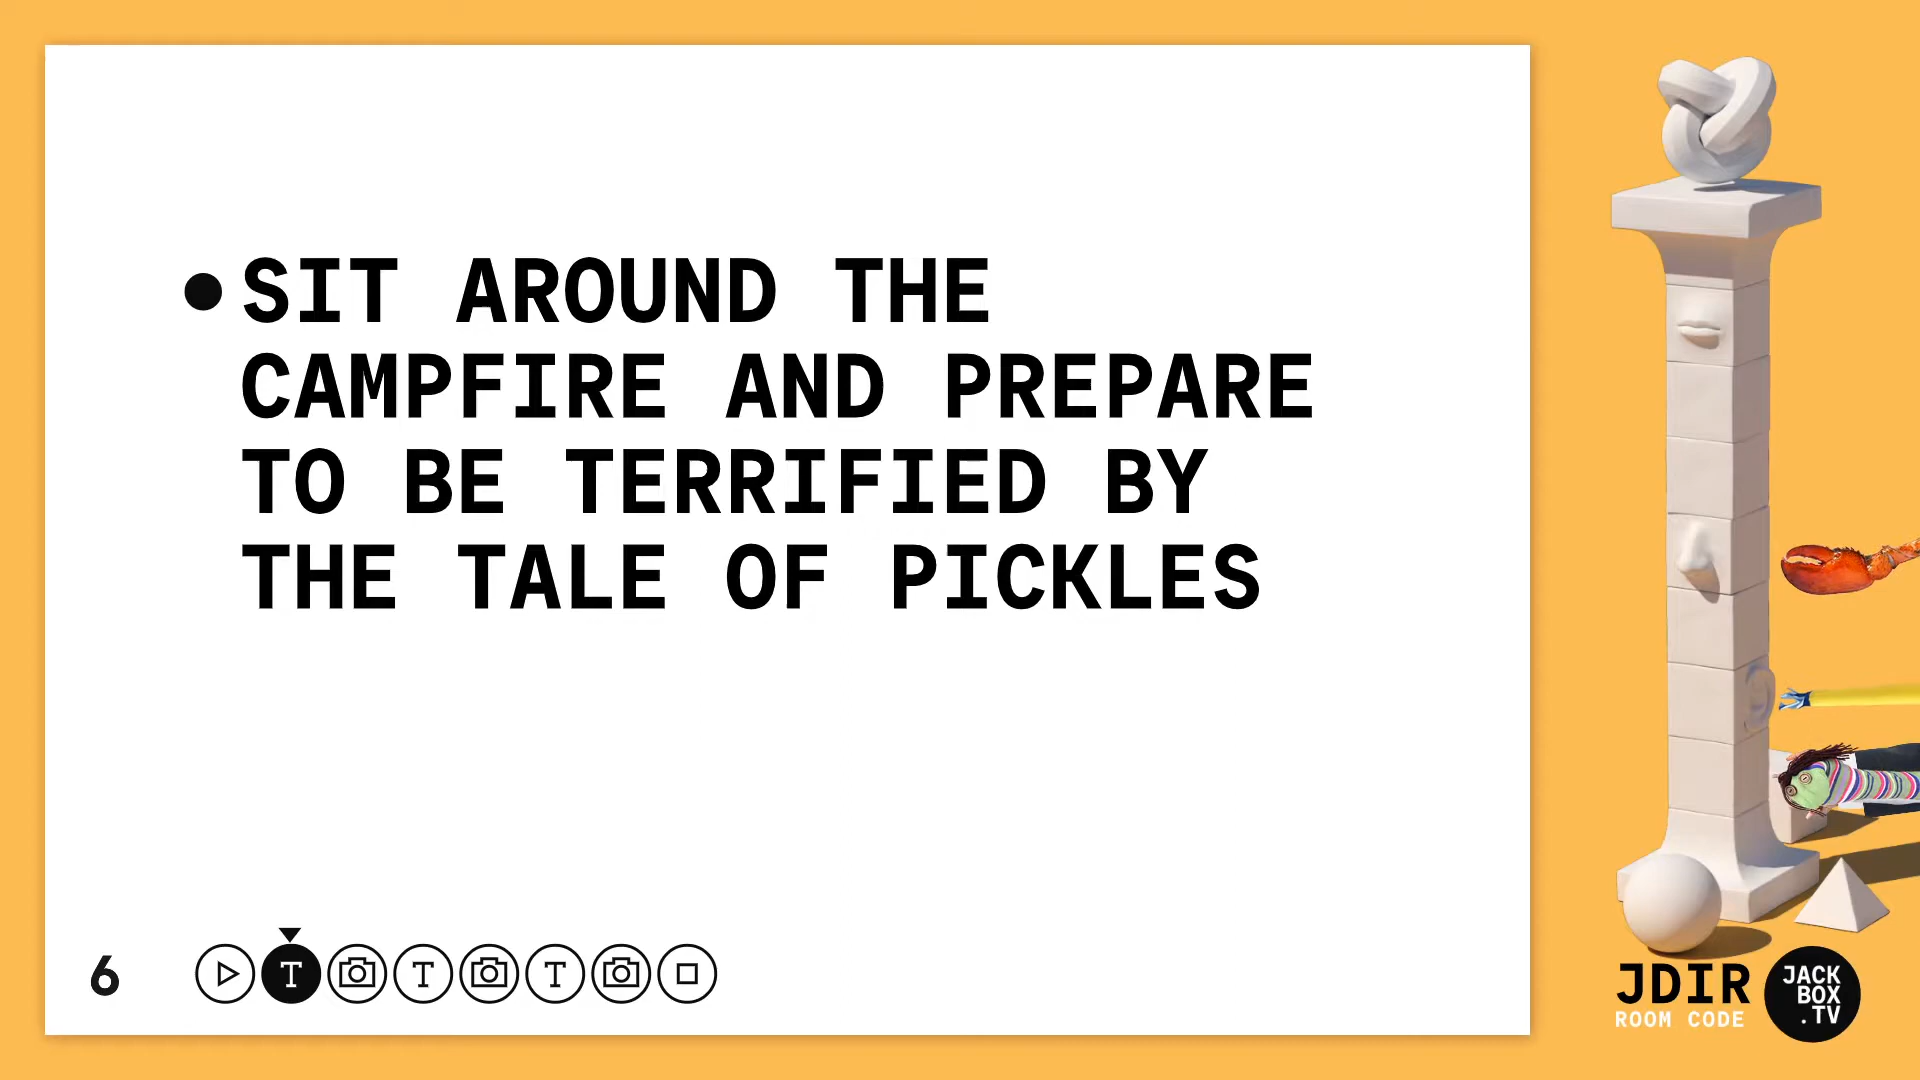 ●SIT AROUND THE
CAMPFIRE AND PREPARE
TO BE TERRIFIED BY
THE TALE OF PICKLES
6
T
T
T
JDIR
ROOM CODE
JACK
BOX
.TV